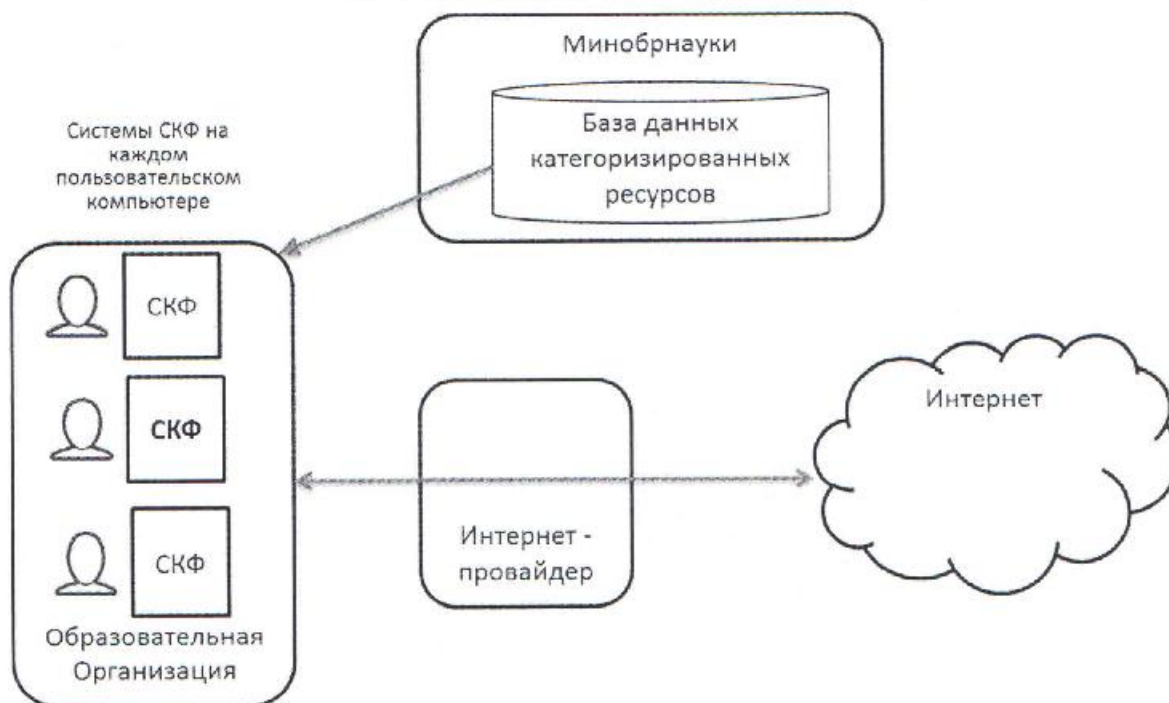 Минобрнауки
База данных
категоризированных
ресурсов
Системы СКФ на
каждом
пользовательском
компьютере
СКФ
СКФ
СКФ
Образовательная
Организация
Интернет -
провайдер
Интернет